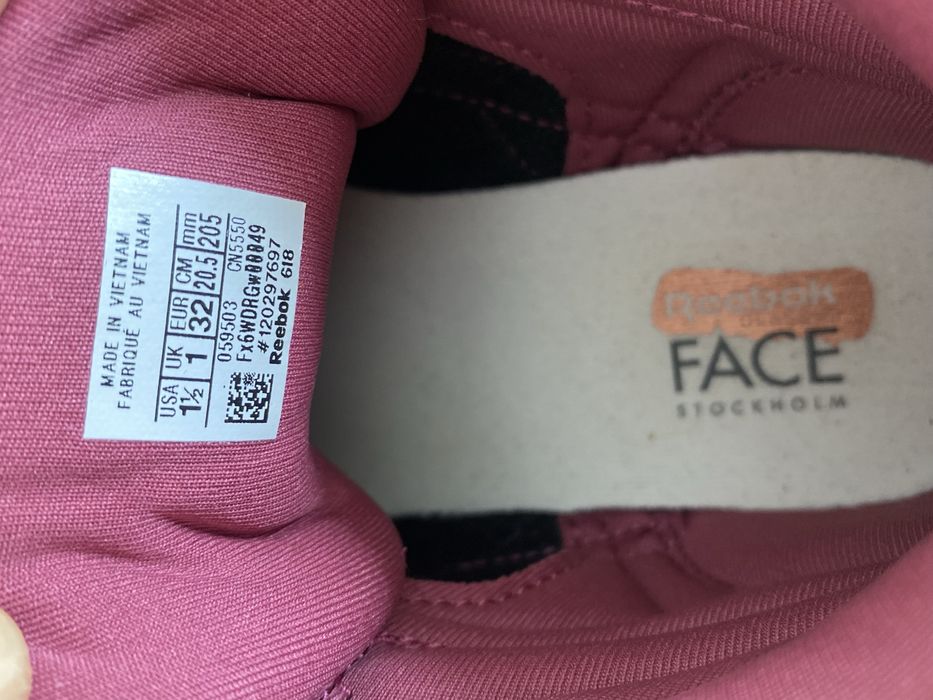 MADE IN VIETNAM
FABRIQUÉ AU VIETNAM
USA UK EUR CM mm
1½ 1 32 20.5 205
059503 CN5550
Fx6WDRGw00049
#120297697
Reebok 618
Reebok
FACE
STOCKHOLM